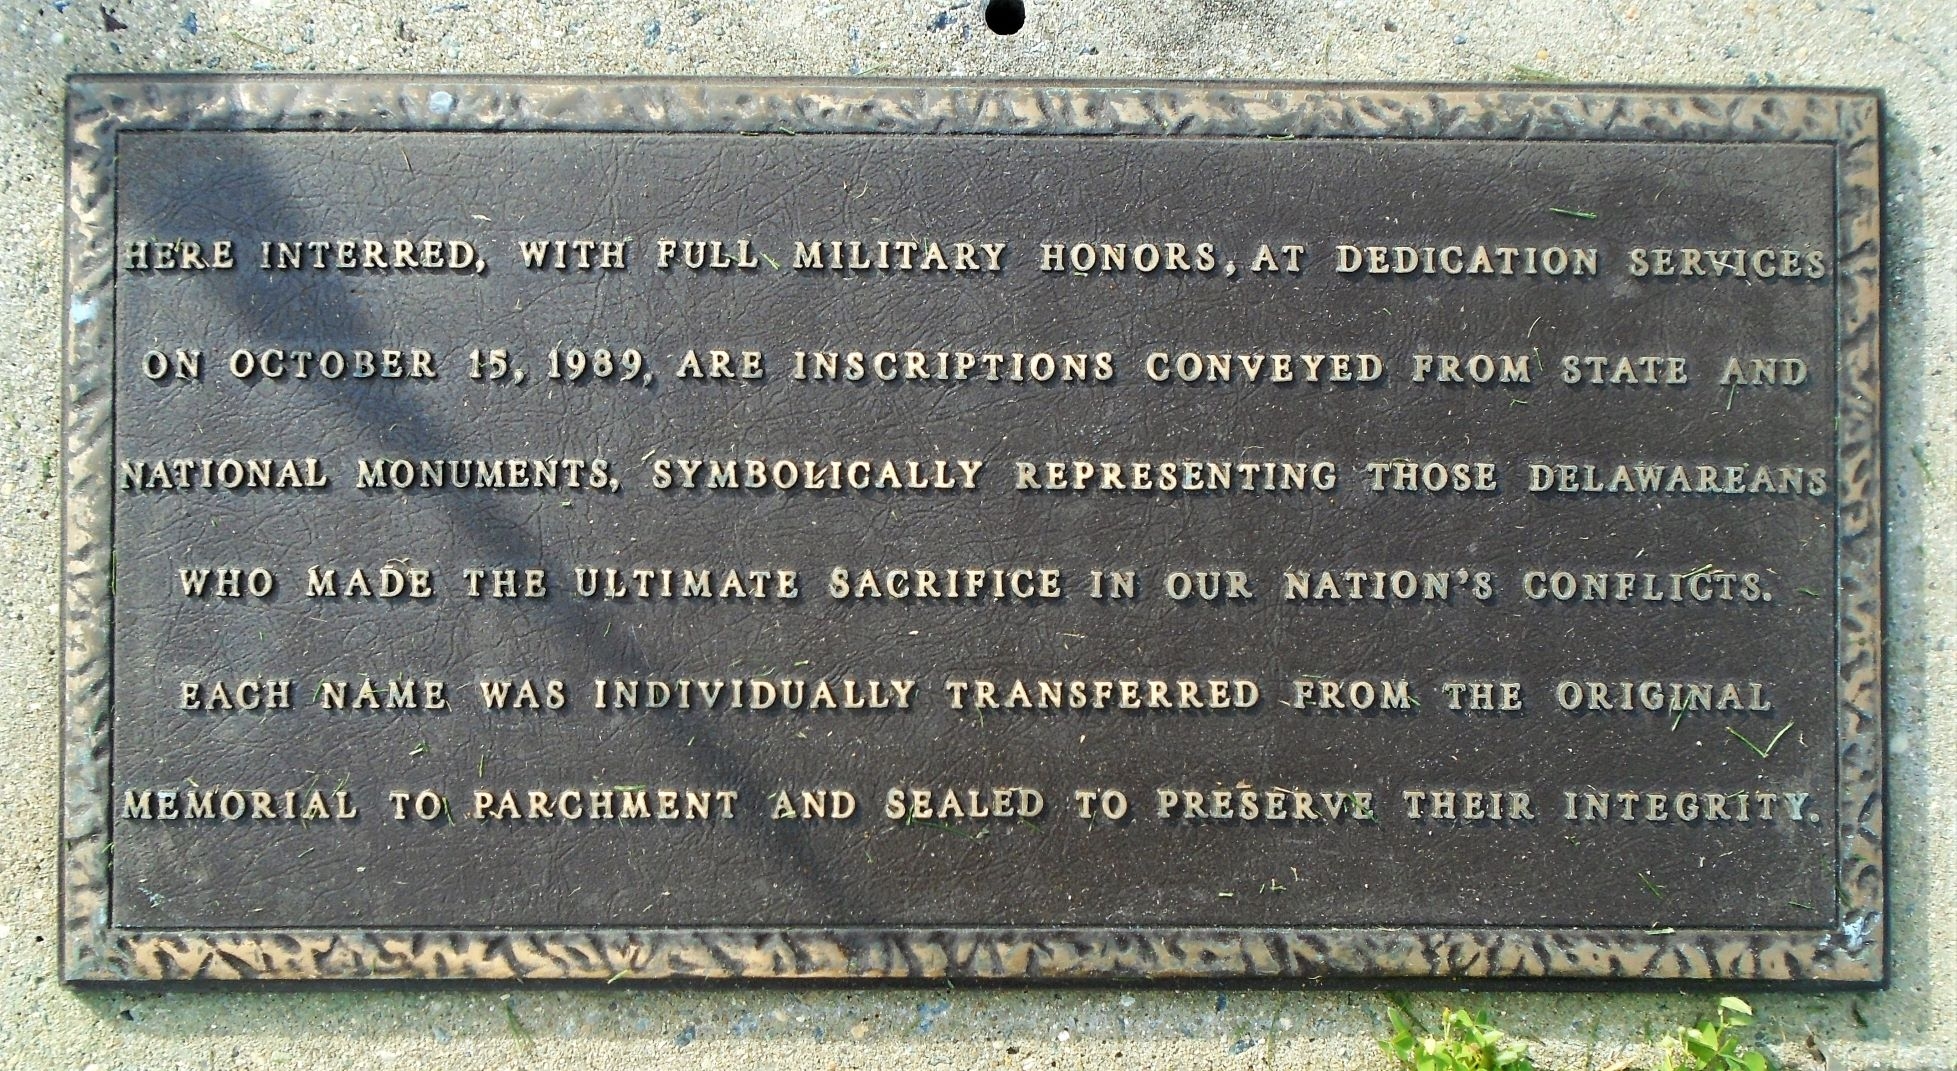 HERE INTERRED, WITH FULL MILITARY HONORS, AT DEDICATION SERVICES
ON OCTOBER 15, 1989, ARE INSCRIPTIONS CONVEYED FROM STATE AND
NATIONAL MONUMENTS, SYMBOLICALLY REPRESENTING THOSE DELAWAREANS
WHO MADE THE ULTIMATE SACRIFICE IN OUR NATION'S CONFLICTS.
EACH NAME WAS INDIVIDUALLY TRANSFERRED FROM THE ORIGINAL
MEMORIAL TO PARCHMENT AND SEALED TO PRESERVE THEIR INTEGRITY.